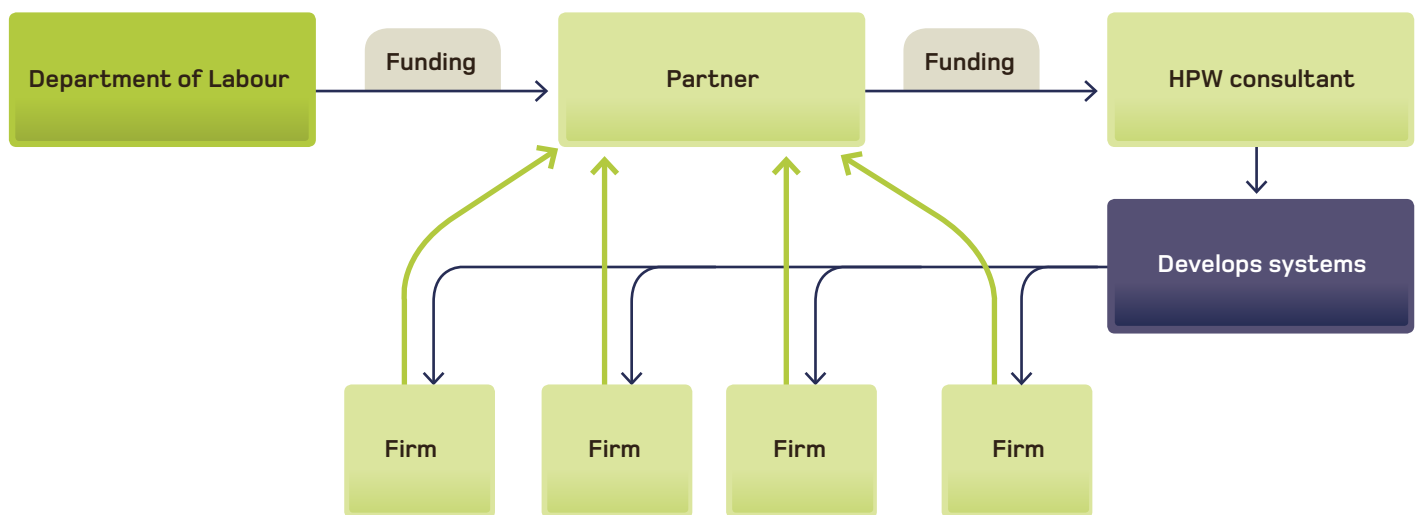 Funding
Funding
Department of Labour
Partner
HPW consultant
Develops systems
Firm
Firm
Firm
Firm